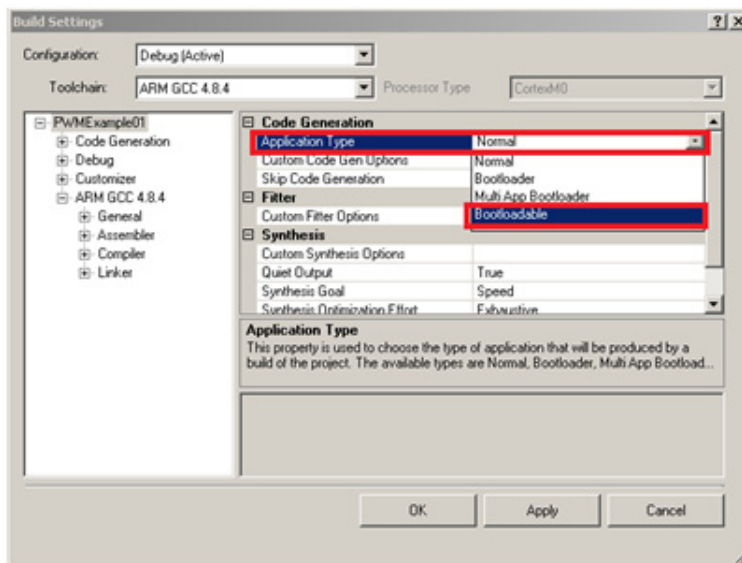 Build Settings
Configuration: Debug (Active)
Toolchain: ARM GCC 4.8.4 Processor Type CortexM0
PWMExample01
Code Generation
Debug
Customizer
ARM GCC 4.8.4
General
Assembler
Compiler
Linker
Code Generation
Application Type Normal
Custom Code Gen Options Normal
Skip Code Generation Bootloader
Multi App Bootloader
Fitter
Custom Fitter Options Bootloadable
Synthesis
Custom Synthesis Options
Quiet Output True
Synthesis Goal Speed
Synthesis Optimization Effort Exhaustive
Application Type
This property is used to choose the type of application that will be produced by a
build of the project. The available types are Normal, Bootloader, Multi App Bootload...
OK Apply Cancel